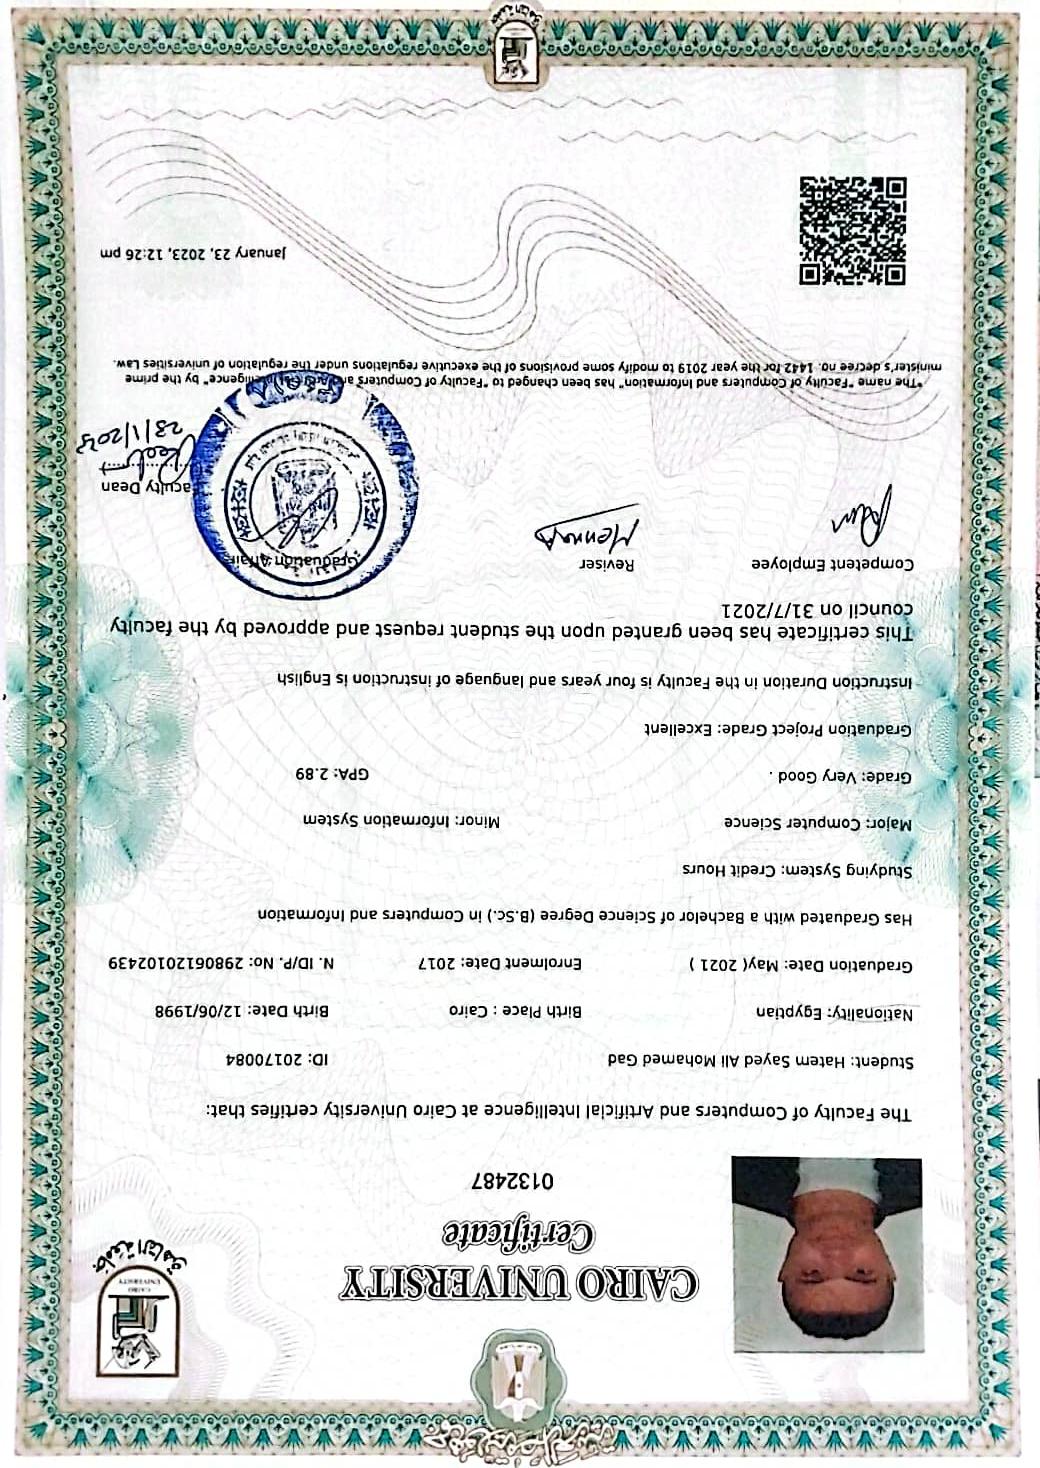 CAIRO UNIVERSITY
Certificate
0132487
جامعة القاهرة
CAIRO
UNIVERSITY
The Faculty of Computers and Artificial Intelligence at Cairo University certifies that:
Student: Hatem Sayed Ali Mohamed Gad ID: 20170084
Nationality: Egyptian Birth Place : Cairo Birth Date: 12/06/1998
Graduation Date: May( 2021 ) Enrolment Date: 2017 N. ID/P. No: 29806120102439
Has Graduated with a Bachelor of Science Degree (B.Sc.) in Computers and Information
Studying System: Credit Hours
Major: Computer Science Minor: Information System
Grade: Very Good . GPA: 2.89
Graduation Project Grade: Excellent
Instruction Duration in the Faculty is four years and language of instruction is English
This certificate has been granted upon the student request and approved by the faculty
council on 31/7/2021
Competent Employee Reviser Graduation Affair Faculty Dean
*The name "Faculty of Computers and Information" has been changed to "Faculty of Computers and Artificial Intelligence" by the prime
minister's decree no. 1442 for the year 2019 to modify some provisions of the executive regulations under the regulation of universities Law.
January 23, 2023, 12:26 pm